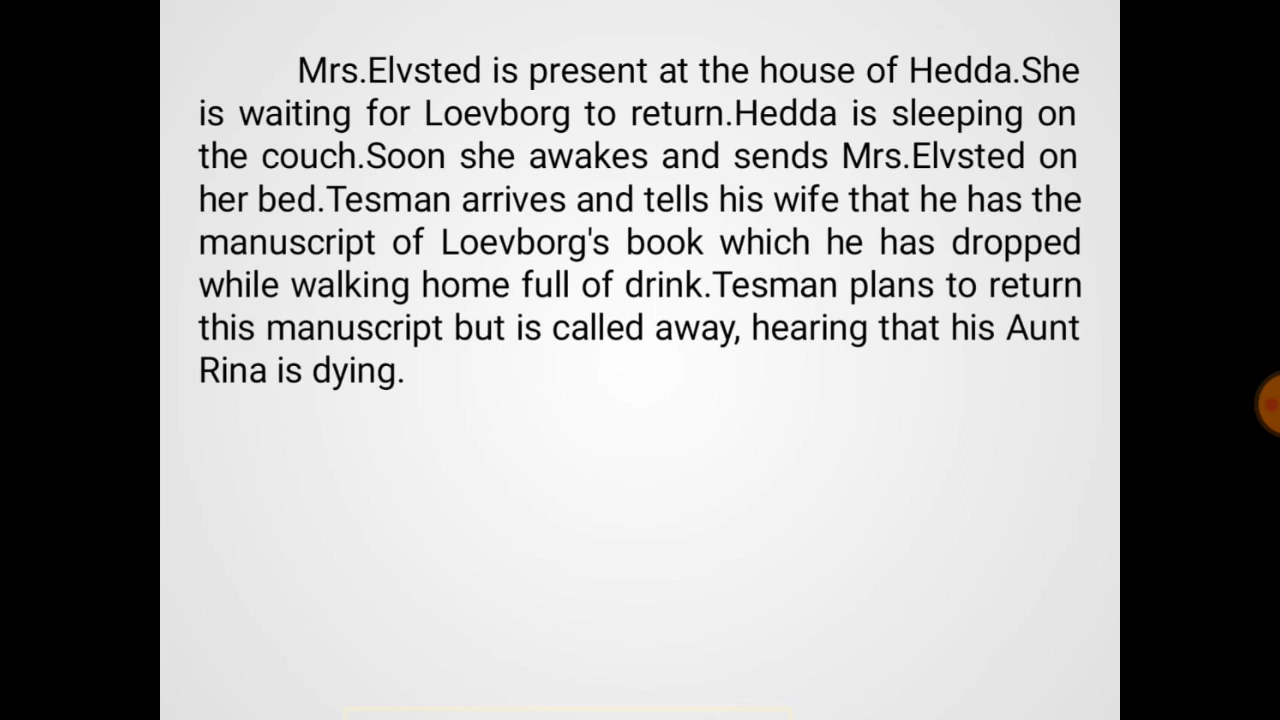 Mrs.Elvsted is present at the house of Hedda.She
is waiting for Loevborg to return.Hedda is sleeping on
the couch.Soon she awakes and sends Mrs.Elvsted on
her bed.Tesman arrives and tells his wife that he has the
manuscript of Loevborg's book which he has dropped
while walking home full of drink.Tesman plans to return
this manuscript but is called away, hearing that his Aunt
Rina is dying.